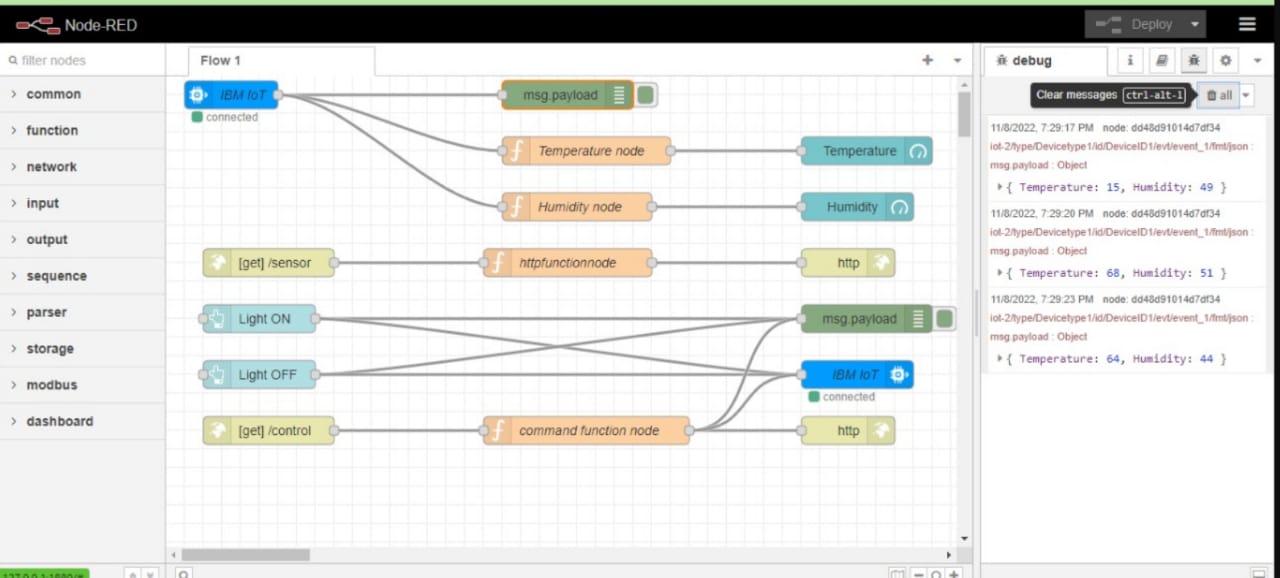 Node-RED
Deploy
filter nodes
Flow 1
debug
common
function
network
input
output
sequence
parser
storage
modbus
dashboard
IBM IoT
connected
msg.payload
Temperature node
Temperature
Humidity node
Humidity
[get] /sensor
httpfunctionnode
http
Light ON
msg.payload
Light OFF
IBM IoT
connected
[get] /control
command function node
http
Clear messages ctrl-alt-l
all
11/8/2022, 7:29:17 PM node: dd48d91014d7df34
iot-2/type/Devicetype1/id/DeviceID1/evt/event_1/fmt/json :
msg.payload : Object
{ Temperature: 15, Humidity: 49 }
11/8/2022, 7:29:20 PM node: dd48d91014d7df34
iot-2/type/Devicetype1/id/DeviceID1/evt/event_1/fmt/json :
msg.payload : Object
{ Temperature: 68, Humidity: 51 }
11/8/2022, 7:29:23 PM node: dd48d91014d7df34
iot-2/type/Devicetype1/id/DeviceID1/evt/event_1/fmt/json :
msg.payload : Object
{ Temperature: 64, Humidity: 44 }